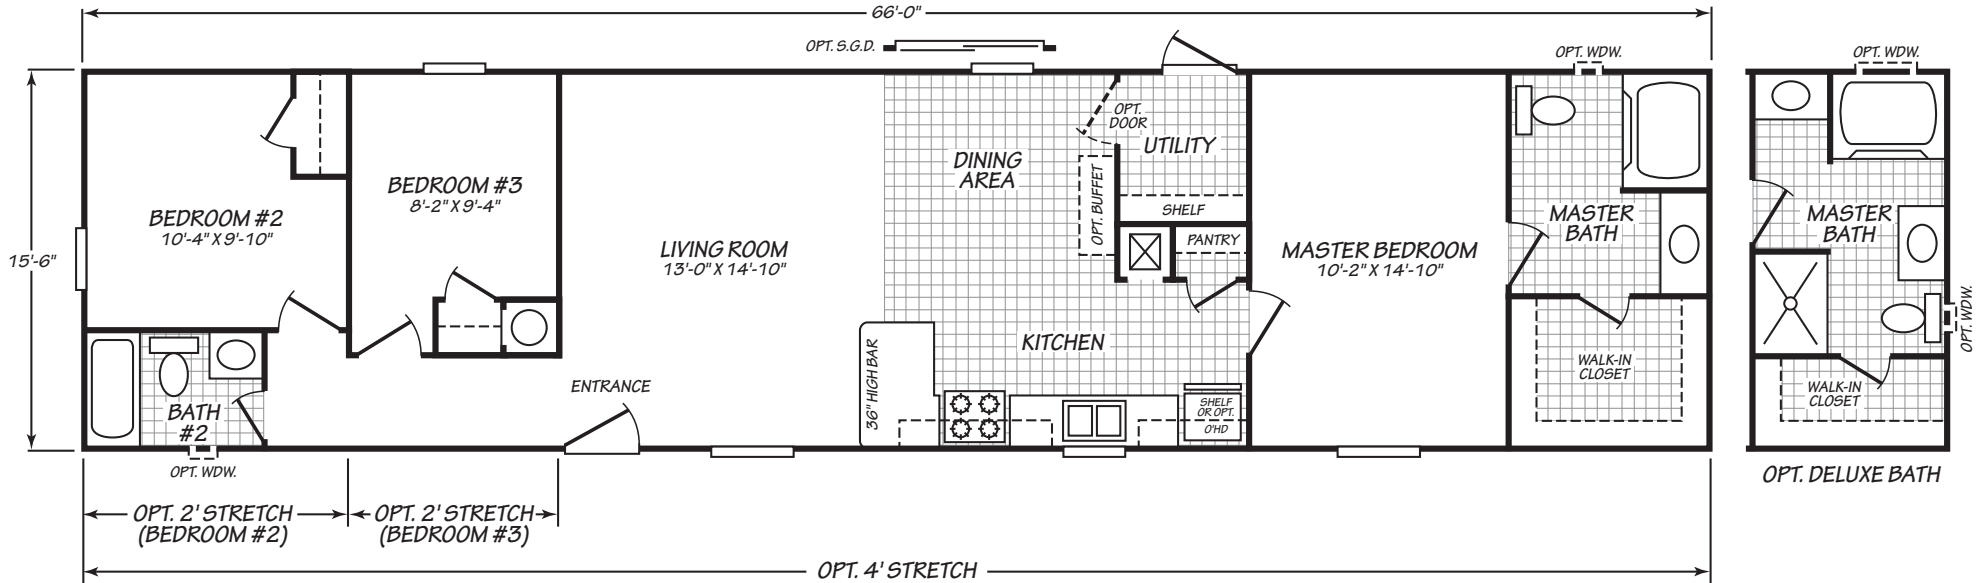 66'-0"
OPT. S.G.D.
OPT. WDW.
OPT. WDW.
15'-6"
BEDROOM #2
10'-4" X 9'-10"
BEDROOM #3
8'-2" X 9'-4"
LIVING ROOM
13'-0" X 14'-10"
DINING
AREA
OPT.
DOOR
UTILITY
OPT. BUFFET
SHELF
PANTRY
MASTER BEDROOM
10'-2" X 14'-10"
MASTER
BATH
MASTER
BATH
OPT. WDW.
KITCHEN
36" HIGH BAR
SHELF
OR OPT.
O'HD
WALK-IN
CLOSET
WALK-IN
CLOSET
ENTRANCE
BATH
#2
OPT. WDW.
OPT. DELUXE BATH
OPT. 2' STRETCH
(BEDROOM #2)
OPT. 2' STRETCH
(BEDROOM #3)
OPT. 4' STRETCH